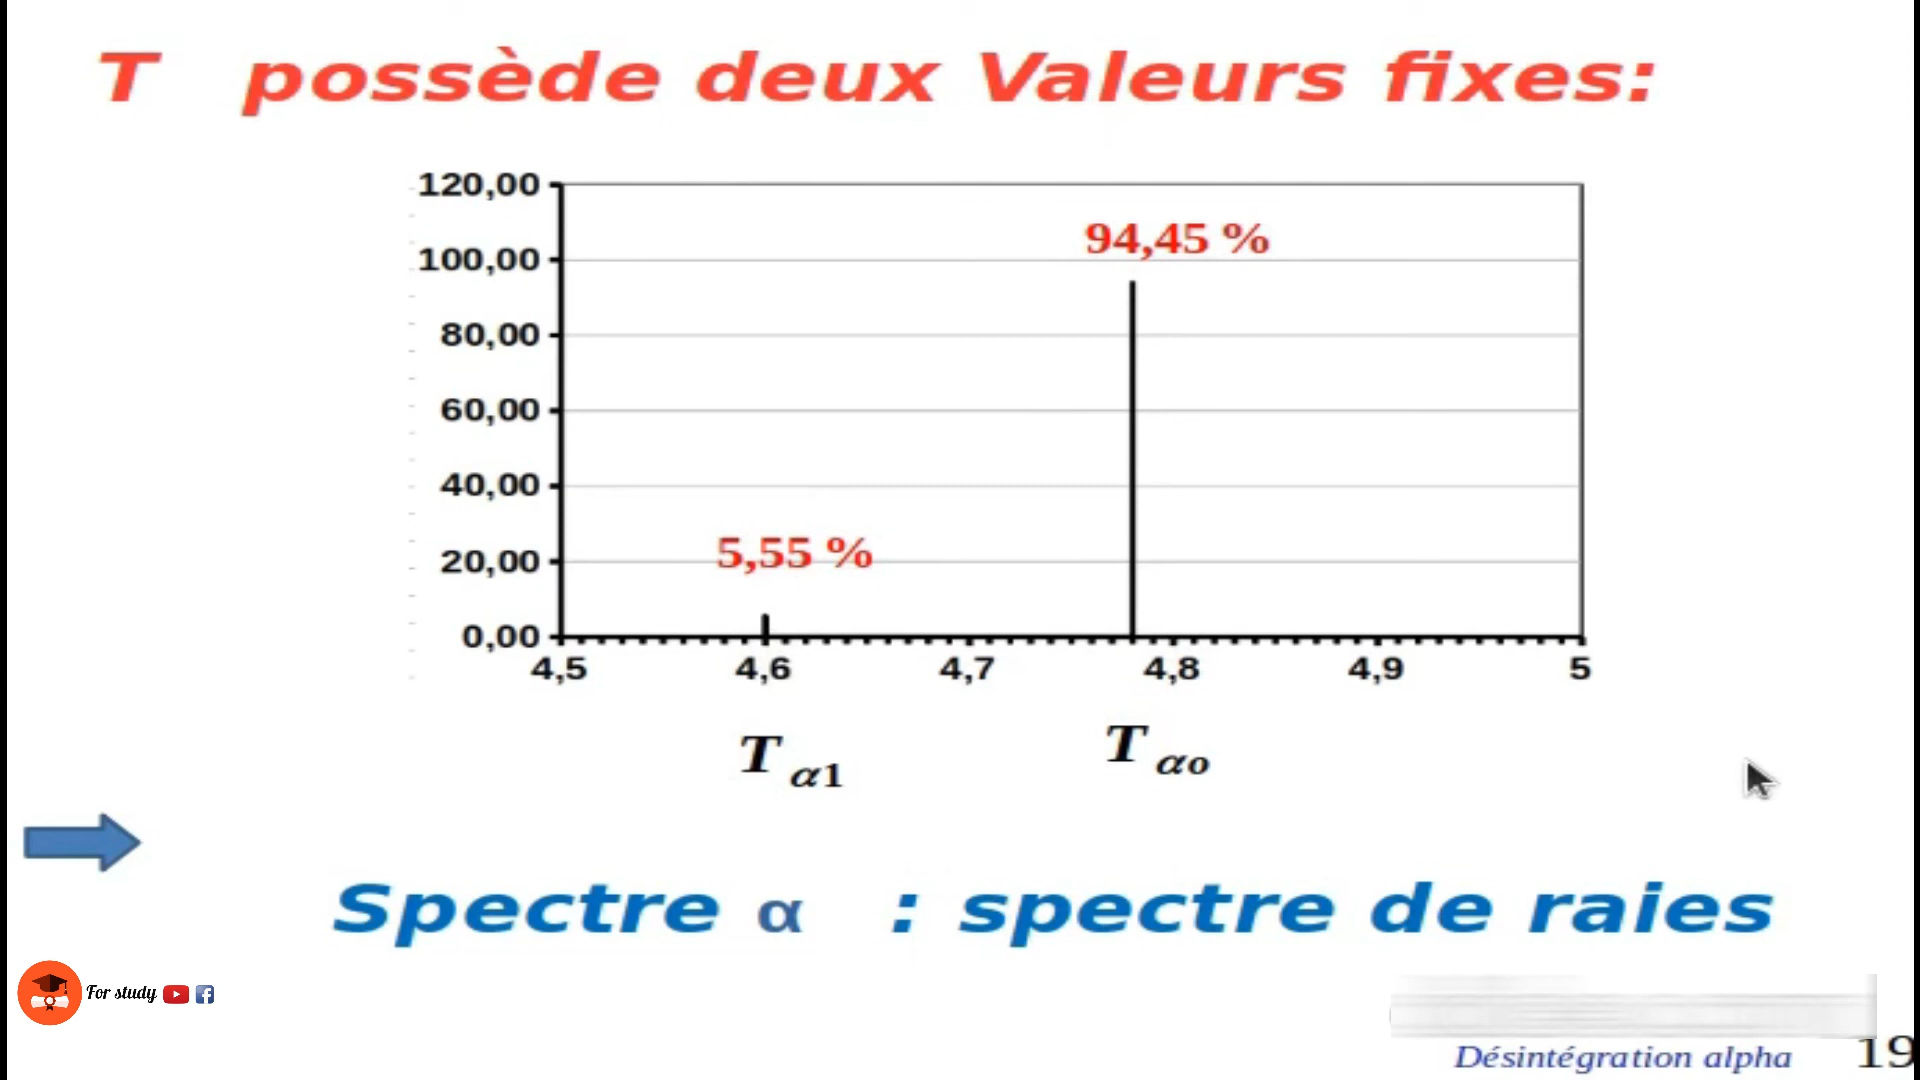 T possède deux Valeurs fixes:
120,00
94,45 %
100,00
80,00
60,00
40,00
5,55 %
20,00
0,00
4,5 4,6 4,7 4,8 4,9 5
T α1 T αo
Spectre α : spectre de raies
For study
Désintégration alpha 19